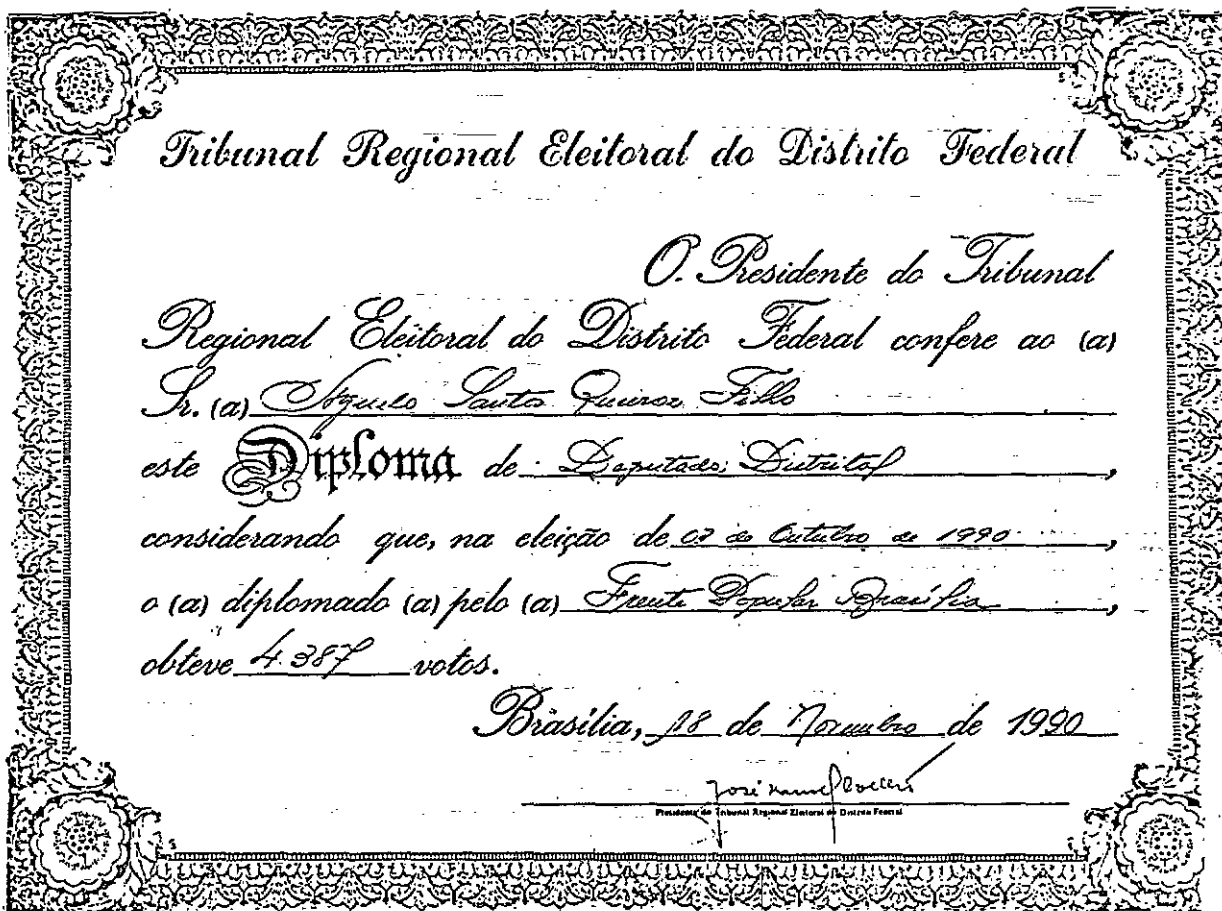 Tribunal Regional Eleitoral do Distrito Federal
O Presidente do Tribunal
Regional Eleitoral do Distrito Federal confere ao (a)
Sr. (a) Agnelo Santos Queiroz Filho
este Diploma de Deputado Distrital,
considerando que, na eleição de 03 de Outubro de 1990,
o (a) diplomado (a) pelo (a) Frente Popular Brasília,
obteve 4.387 votos.
Brasília, 28 de Novembro de 1990
José
Presidente do Tribunal Regional Eleitoral do Distrito Federal